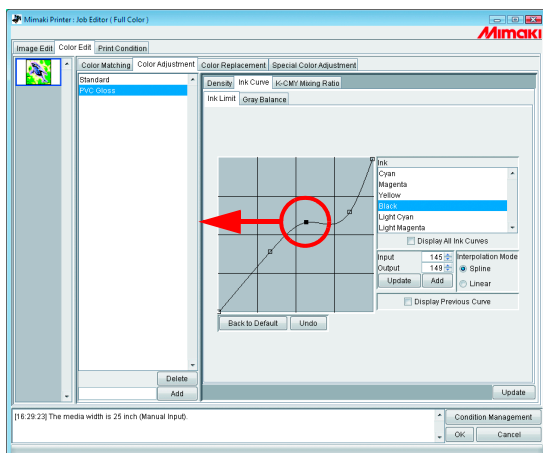 Mimaki Printer : Job Editor ( Full Color )
Mimaki
Image Edit Color Edit Print Condition
Color Matching Color Adjustment Color Replacement Special Color Adjustment
Standard
PVC Gloss
Density Ink Curve K-CMY Mixing Ratio
Ink Limit Gray Balance
Ink
Cyan
Magenta
Yellow
Black
Light Cyan
Light Magenta
Display All Ink Curves
Input 145 Interpolation Mode
Output 149 Spline
Update Add Linear
Display Previous Curve
Back to Default Undo
Delete
Add
Update
[16:29:23] The media width is 25 inch (Manual Input).
Condition Management
OK Cancel